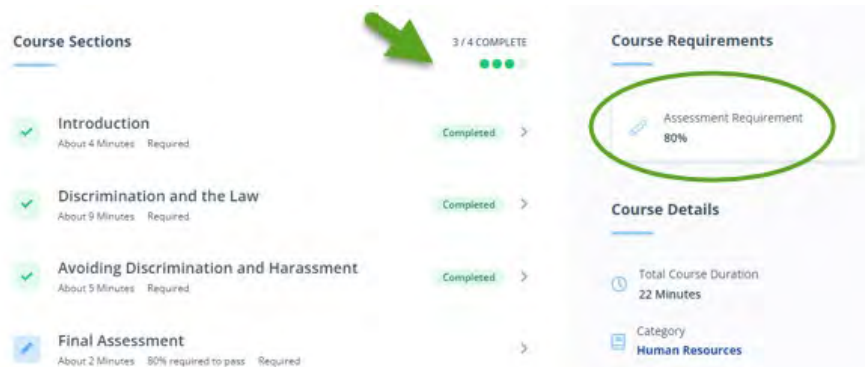 Course Sections
3 / 4 COMPLETE
Introduction
About 4 Minutes Required
Completed
Discrimination and the Law
About 9 Minutes Required
Completed
Avoiding Discrimination and Harassment
About 5 Minutes Required
Completed
Final Assessment
About 2 Minutes 80% required to pass Required
Course Requirements
Assessment Requirement
80%
Course Details
Total Course Duration
22 Minutes
Category
Human Resources